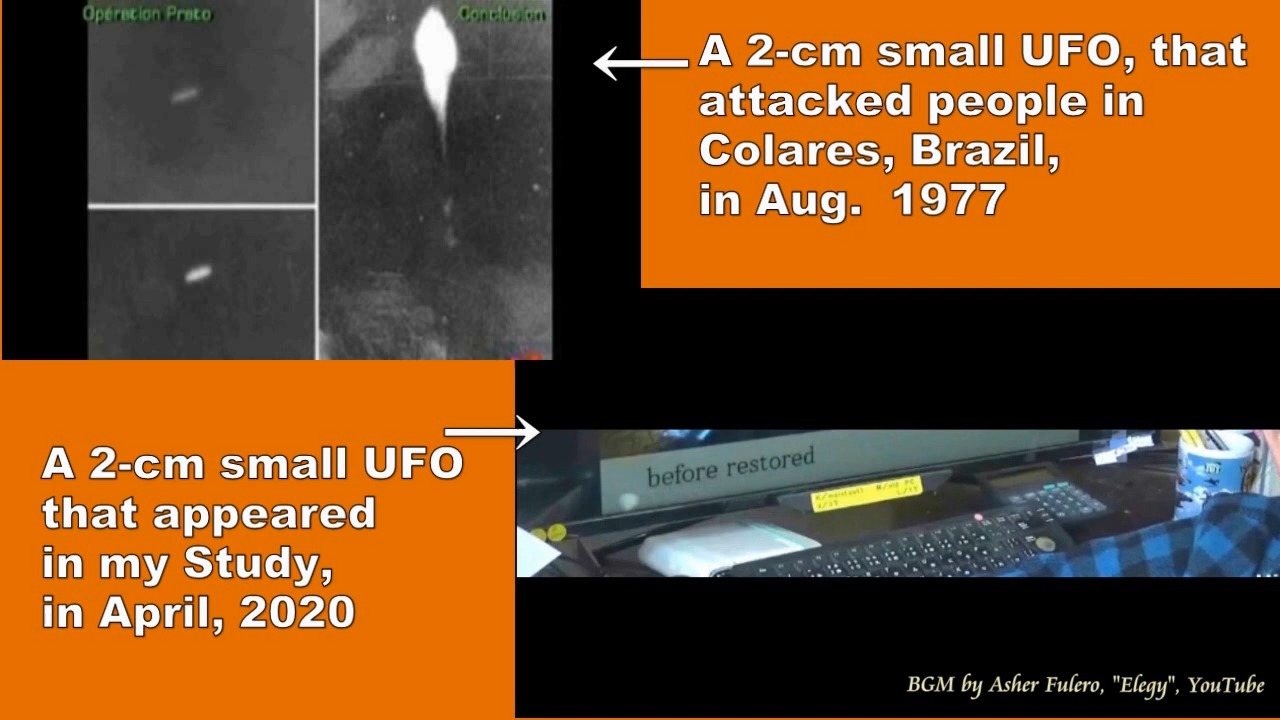 Opération Prato
Conclusion
A 2-cm small UFO, that
attacked people in
Colares, Brazil,
in Aug. 1977
A 2-cm small UFO
that appeared
in my Study,
in April, 2020
before restored
BGM by Asher Fulero, "Elegy", YouTube